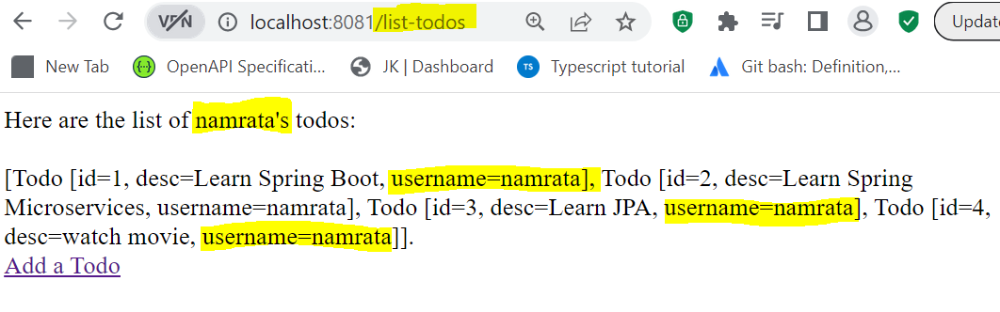 VPN localhost:8081/list-todos Update
New Tab {··} OpenAPI Specificati... JK | Dashboard TS Typescript tutorial Git bash: Definition,...
Here are the list of namrata's todos:
[Todo [id=1, desc=Learn Spring Boot, username=namrata], Todo [id=2, desc=Learn Spring
Microservices, username=namrata], Todo [id=3, desc=Learn JPA, username=namrata], Todo [id=4,
desc=watch movie, username=namrata]].
Add a Todo